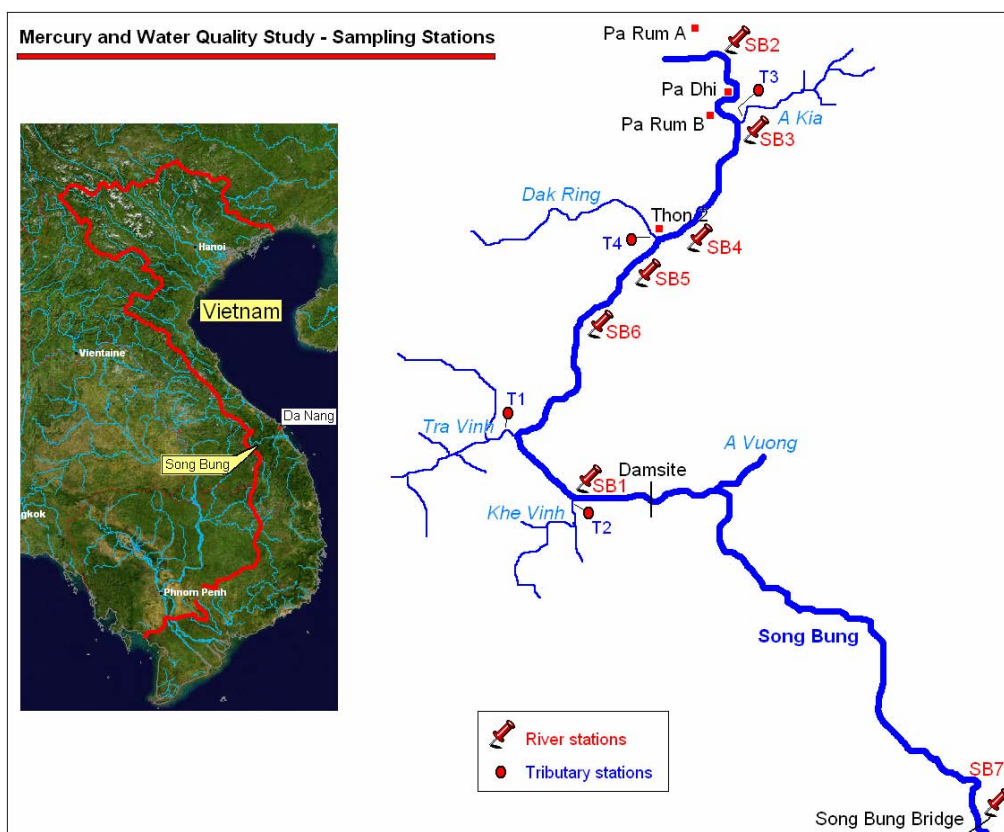 Mercury and Water Quality Study - Sampling Stations
Hanoi
Vietnam
Vientaine
Da Nang
Song Bung
gkok
Phnom Penh
Pa Rum A
SB2
Pa Dhi
T3
Pa Rum B
A Kia
SB3
Dak Ring
Thon 2
T4
SB4
SB5
SB6
T1
Tra Vinh
A Vuong
SB1
Damsite
Khe Vinh
T2
Song Bung
River stations
Tributary stations
SB7
Song Bung Bridge